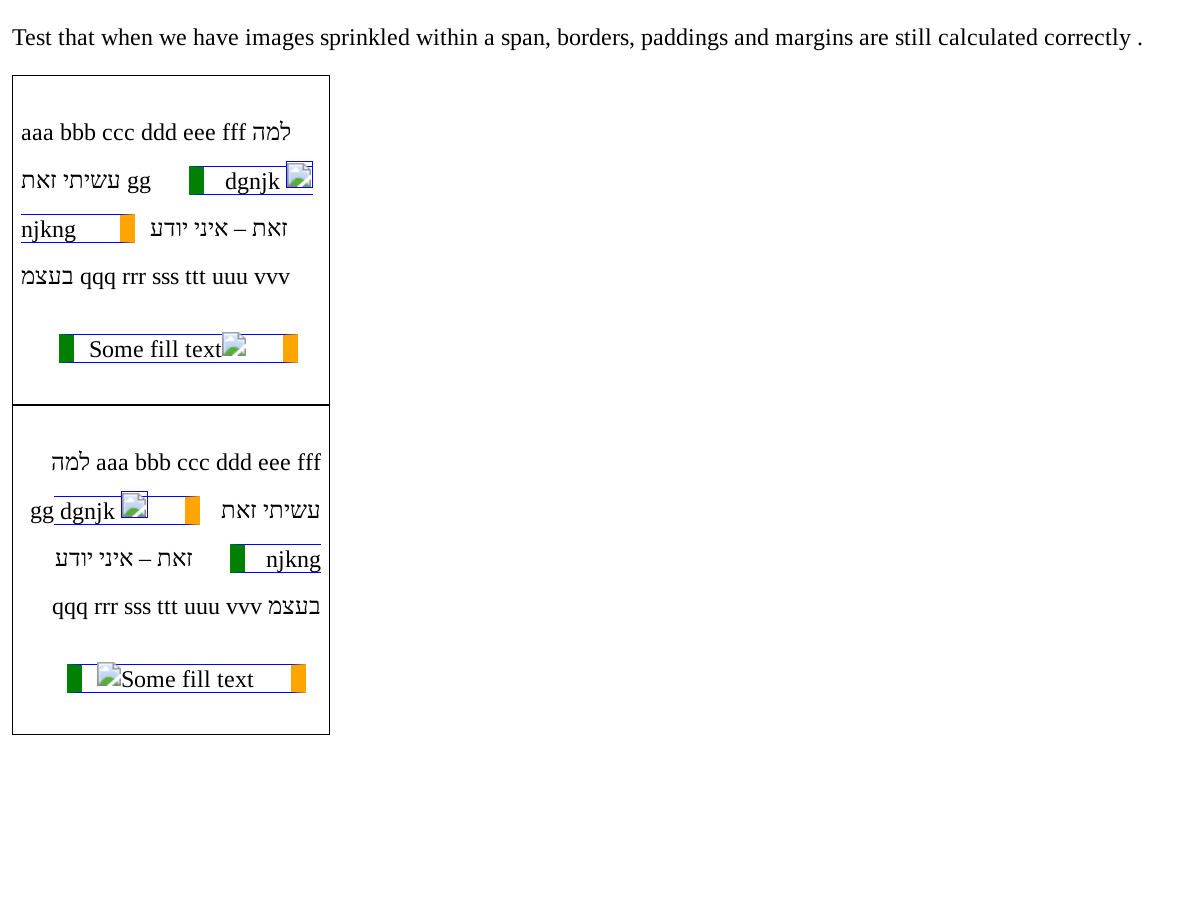 Test that when we have images sprinkled within a span, borders, paddings and margins are still calculated correctly .
aaa bbb ccc ddd eee fff למה
עשיתי זאת gg dgnjk
njkng זאת – איני יודע
בעצמ qqq rrr sss ttt uuu vvv
Some fill text
למה aaa bbb ccc ddd eee fff
gg dgnjk עשיתי זאת
זאת – איני יודע njkng
qqq rrr sss ttt uuu vvv בעצמ
Some fill text